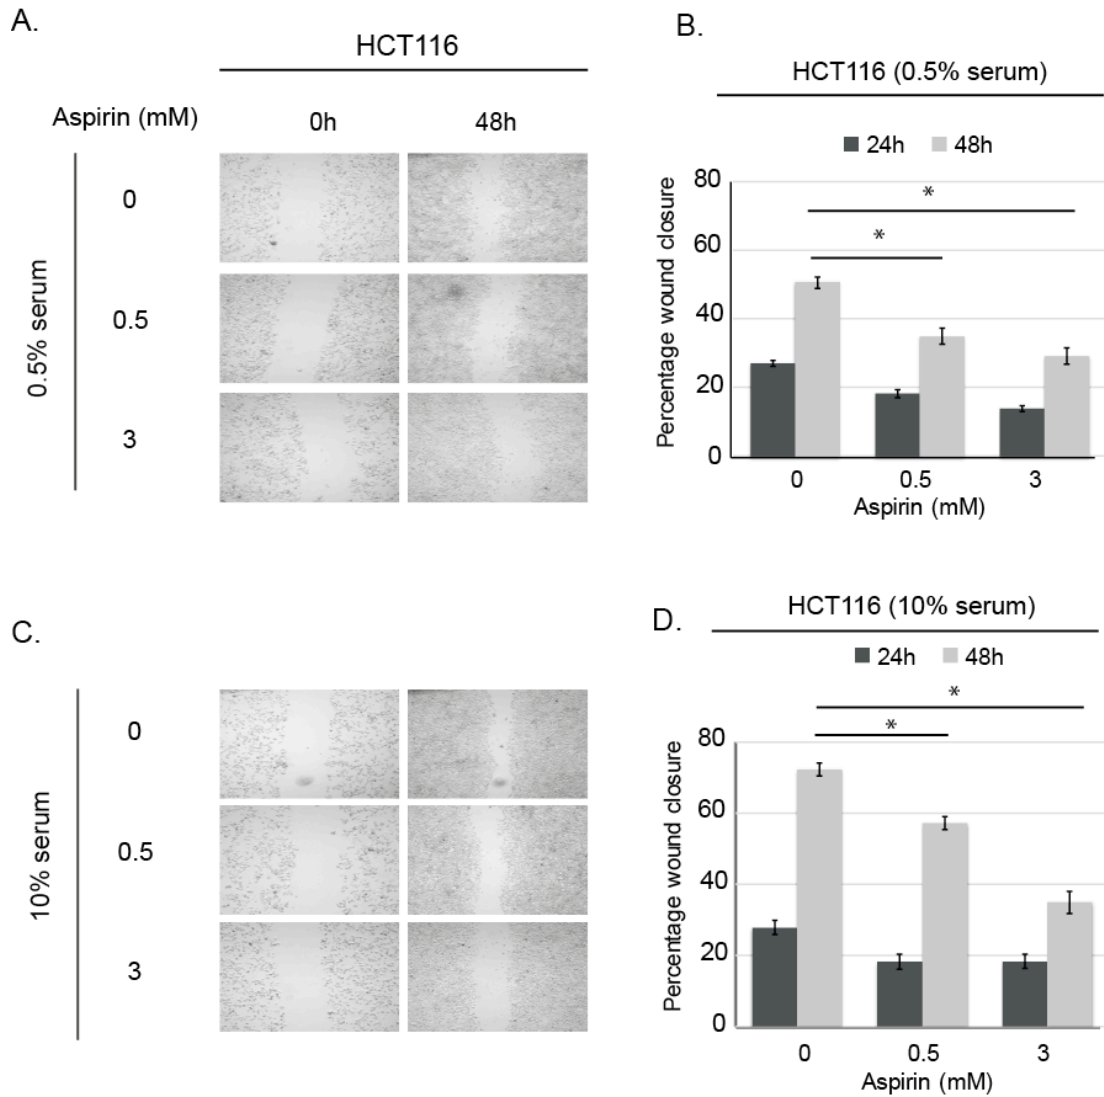 A.
HCT116
Aspirin (mM)
0h
48h
0.5% serum
0
0.5
3
B.
HCT116 (0.5% serum)
24h
48h
Percentage wound closure
80
60
40
20
0
*
*
0
0.5
3
Aspirin (mM)
C.
10% serum
0
0.5
3
D.
HCT116 (10% serum)
24h
48h
Percentage wound closure
80
60
40
20
0
*
*
0
0.5
3
Aspirin (mM)